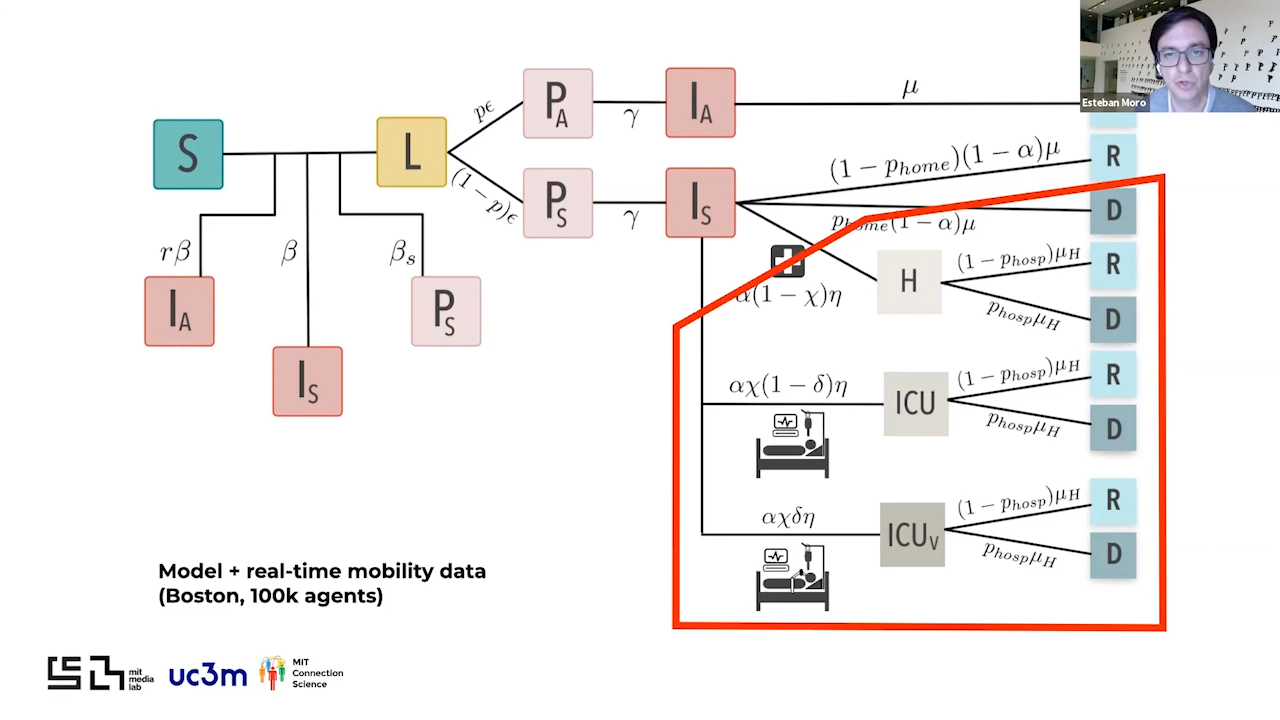 Esteban Moro
S
L
pϵ
(1 − p)ϵ
P_A
γ
I_A
μ
P_S
γ
I_S
(1 − p_home)(1 − α)μ
R
p_home(1 − α)μ
D
rβ
β
β_s
I_A
I_S
P_S
α(1 − χ)η
H
(1 − p_hosp)μ_H
R
p_hosp μ_H
D
αχ(1 − δ)η
ICU
(1 − p_hosp)μ_H
R
p_hosp μ_H
D
αχδη
ICU_V
(1 − p_hosp)μ_H
R
p_hosp μ_H
D
Model + real-time mobility data
(Boston, 100k agents)
mit
media
lab
uc3m
MIT
Connection
Science